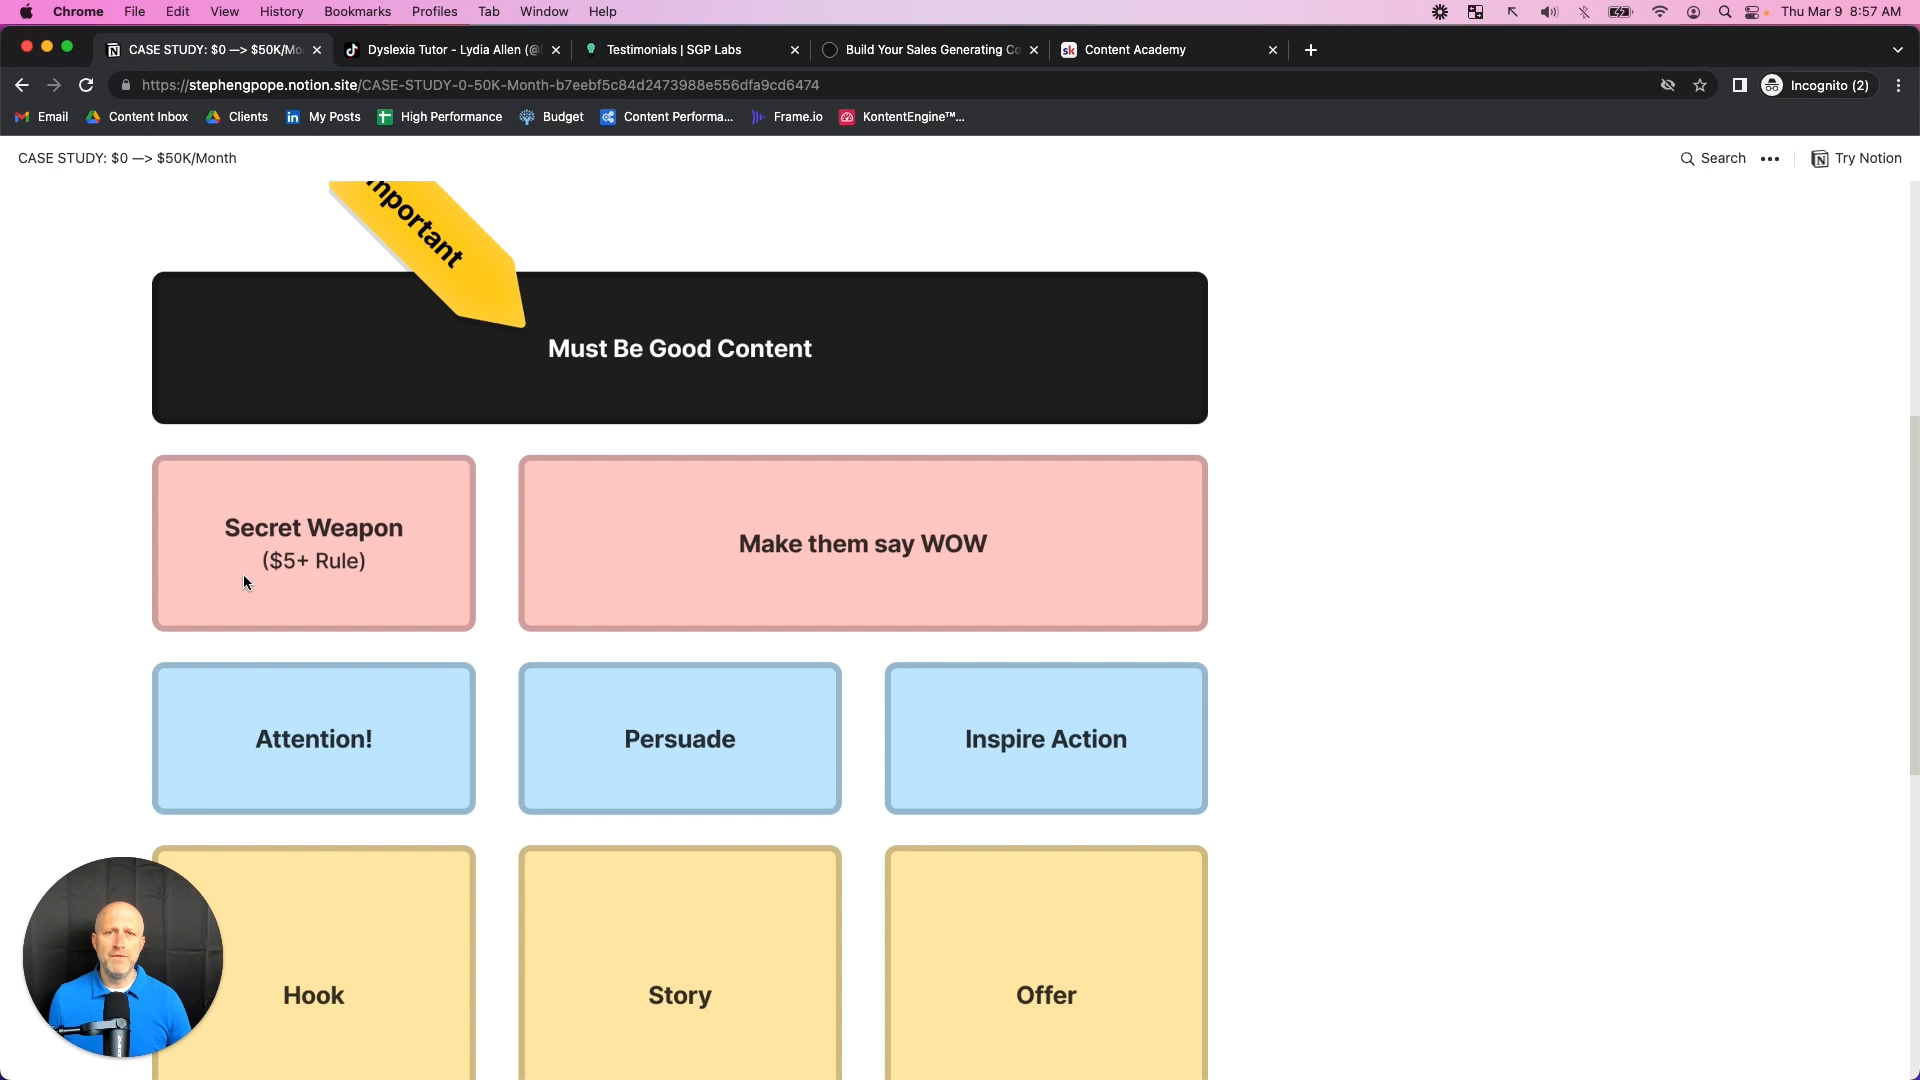 Chrome File Edit View History Bookmarks Profiles Tab Window Help Thu Mar 9 8:57 AM
CASE STUDY: $0 —> $50K/Mo Dyslexia Tutor - Lydia Allen (@ Testimonials | SGP Labs Build Your Sales Generating Co sk Content Academy
https://stephengpope.notion.site/CASE-STUDY-0-50K-Month-b7eebf5c84d2473988e556dfa9cd6474 Incognito (2)
Email Content Inbox Clients My Posts High Performance Budget Content Performa... Frame.io KontentEngine™...
CASE STUDY: $0 —> $50K/Month Search Try Notion
mportant
Must Be Good Content
Secret Weapon
($5+ Rule)
Make them say WOW
Attention! Persuade Inspire Action
Hook Story Offer